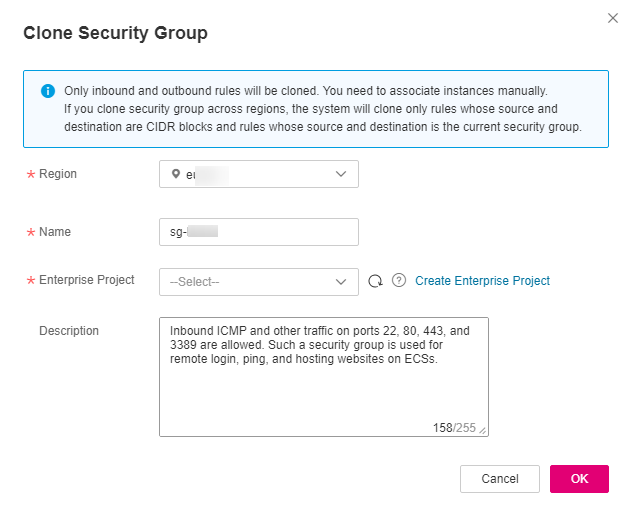 Clone Security Group
Only inbound and outbound rules will be cloned. You need to associate instances manually.
If you clone security group across regions, the system will clone only rules whose source and
destination are CIDR blocks and rules whose source and destination is the current security group.
* Region
* Name
sg-
* Enterprise Project
--Select--
? Create Enterprise Project
Description
Inbound ICMP and other traffic on ports 22, 80, 443, and
3389 are allowed. Such a security group is used for
remote login, ping, and hosting websites on ECSs.
158/255
Cancel
OK